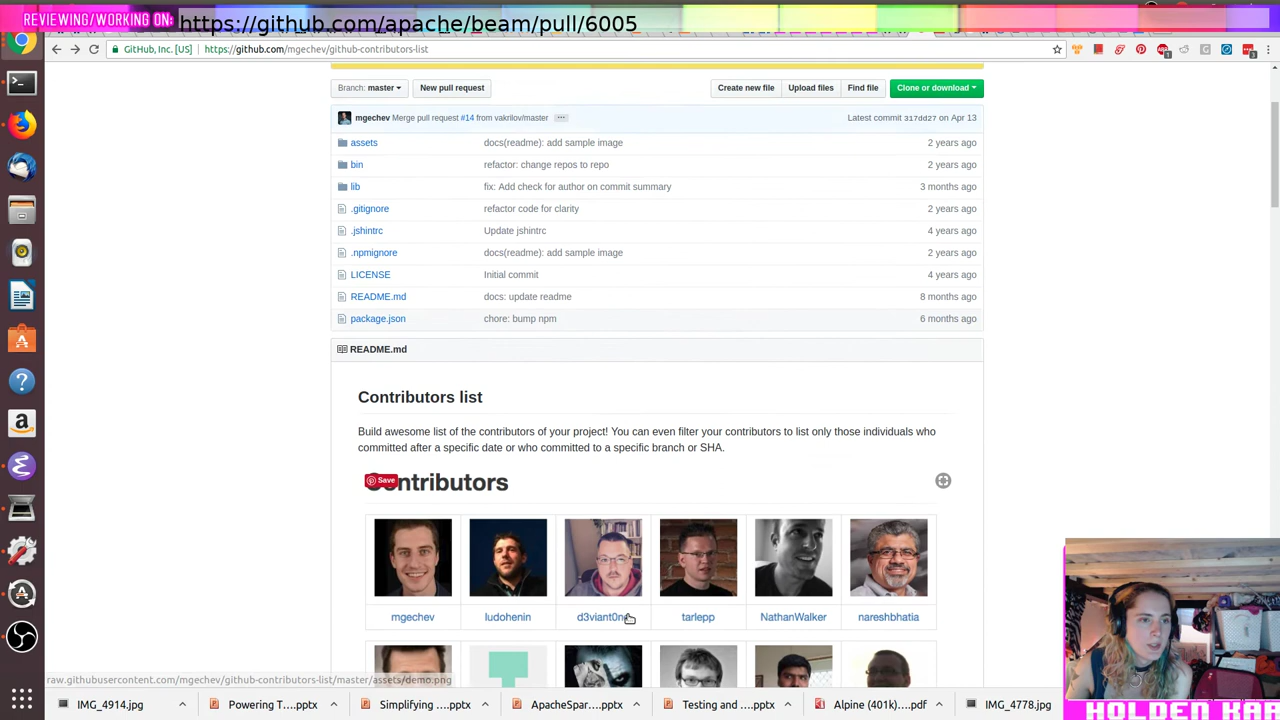 REVIEWING/WORKING ON: https://github.com/apache/beam/pull/6005
GitHub, Inc. [US] https://github.com/mgechev/github-contributors-list
Branch: master New pull request Create new file Upload files Find file Clone or download
mgechev Merge pull request #14 from vakrilov/master ... Latest commit 317dd27 on Apr 13
assets docs(readme): add sample image 2 years ago
bin refactor: change repos to repo 2 years ago
lib fix: Add check for author on commit summary 3 months ago
.gitignore refactor code for clarity 2 years ago
.jshintrc Update jshintrc 4 years ago
.npmignore docs(readme): add sample image 2 years ago
LICENSE Initial commit 4 years ago
README.md docs: update readme 8 months ago
package.json chore: bump npm 6 months ago
README.md
Contributors list
Build awesome list of the contributors of your project! You can even filter your contributors to list only those individuals who
committed after a specific date or who committed to a specific branch or SHA.
Save
Contributors
mgechev ludohenin tarlepp NathanWalker nareshbhatia
raw.githubusercontent.com/mgechev/github-contributors-list/master/assets/demo.png
IMG_4914.jpg Powering T....pptx Simplifying ....pptx ApacheSpar....pptx Testing and ....pptx Alpine (401k)....pdf IMG_4778.jpg
HOLDEN KAR